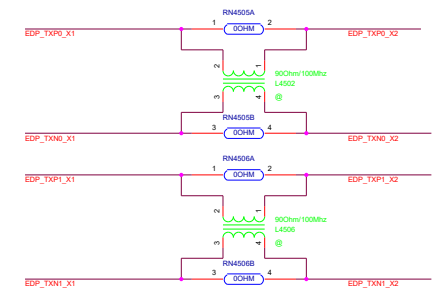 RN4505A
1 0OHM 2
EDP_TXP0_X1 EDP_TXP0_X2
2 1
90Ohm/100Mhz
L4502
3 4 @
RN4505B
3 0OHM 4
EDP_TXN0_X1 EDP_TXN0_X2
RN4506A
1 0OHM 2
EDP_TXP1_X1 EDP_TXP1_X2
2 1
90Ohm/100Mhz
L4506
3 4 @
RN4506B
3 0OHM 4
EDP_TXN1_X1 EDP_TXN1_X2